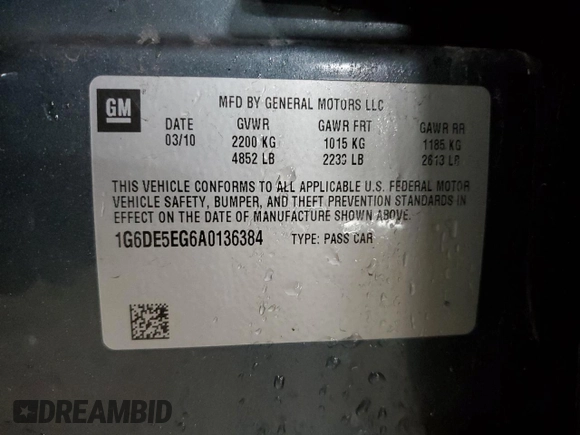 GM
MFD BY GENERAL MOTORS LLC
DATE GVWR GAWR FRT GAWR RR
03/10 2200 KG 1015 KG 1185 KG
4852 LB 2239 LB 2613 LB
THIS VEHICLE CONFORMS TO ALL APPLICABLE U.S. FEDERAL MOTOR
VEHICLE SAFETY, BUMPER, AND THEFT PREVENTION STANDARDS IN
EFFECT ON THE DATE OF MANUFACTURE SHOWN ABOVE.
1G6DE5EG6A0136384 TYPE: PASS CAR
DREAMBID